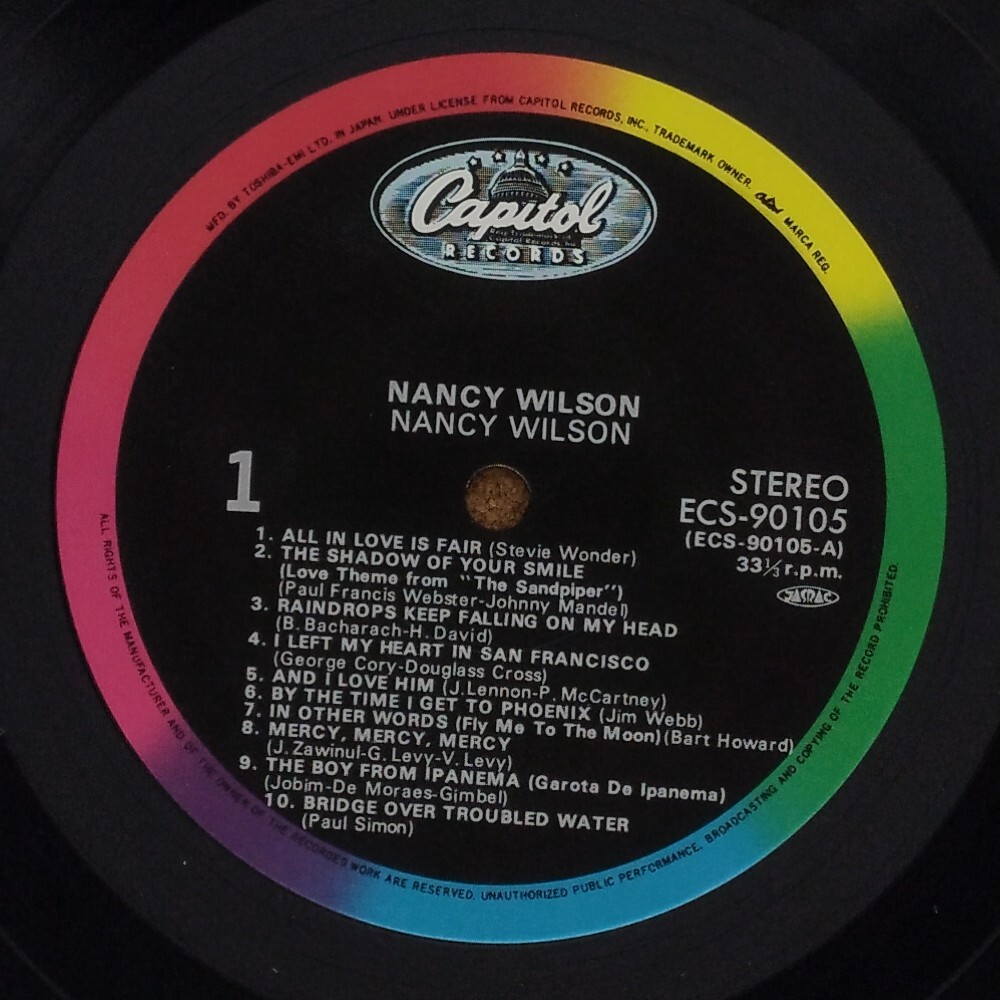 MFD. BY TOSHIBA-EMI LTD. IN JAPAN. UNDER LICENSE FROM CAPITOL RECORDS, INC., TRADEMARK OWNER. MARCA REG.
Capitol
Reg. Trademark of
Capitol Records, Inc.
RECORDS
NANCY WILSON
NANCY WILSON
1
STEREO
ECS-90105
(ECS-90105-A)
33⅓ r.p.m.
JASRAC
1. ALL IN LOVE IS FAIR (Stevie Wonder)
2. THE SHADOW OF YOUR SMILE
(Love Theme from "The Sandpiper")
(Paul Francis Webster-Johnny Mandel)
3. RAINDROPS KEEP FALLING ON MY HEAD
(B. Bacharach-H. David)
4. I LEFT MY HEART IN SAN FRANCISCO
(George Cory-Douglass Cross)
5. AND I LOVE HIM (J. Lennon-P. McCartney)
6. BY THE TIME I GET TO PHOENIX (Jim Webb)
7. IN OTHER WORDS (Fly Me To The Moon) (Bart Howard)
8. MERCY, MERCY, MERCY
(J. Zawinul-G. Levy-V. Levy)
9. THE BOY FROM IPANEMA (Garota De Ipanema)
(Jobim-De Moraes-Gimbel)
10. BRIDGE OVER TROUBLED WATER
(Paul Simon)
ALL RIGHTS OF THE MANUFACTURER AND OF THE OWNER OF THE RECORDED WORK ARE RESERVED. UNAUTHORIZED PUBLIC PERFORMANCE, BROADCASTING AND COPYING OF THE RECORD PROHIBITED.